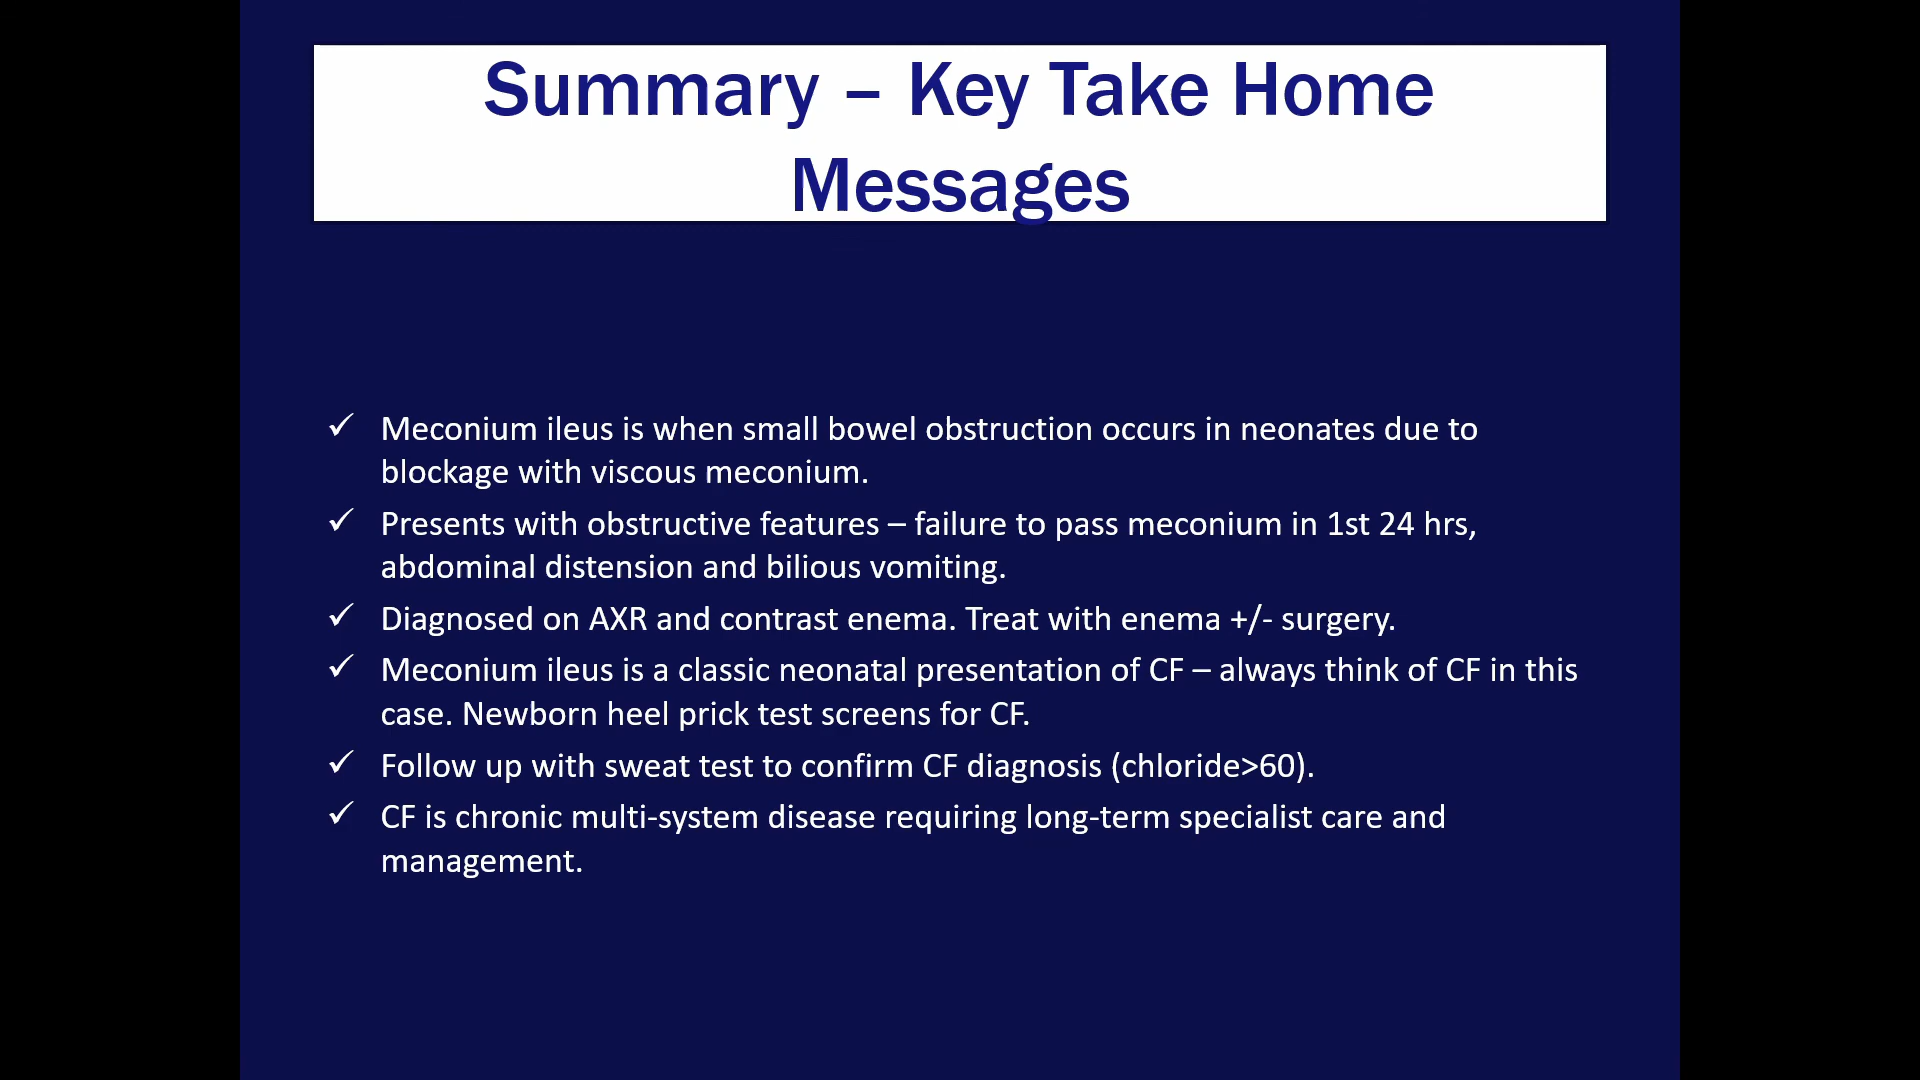 Summary – Key Take Home
Messages
✓ Meconium ileus is when small bowel obstruction occurs in neonates due to
blockage with viscous meconium.
✓ Presents with obstructive features – failure to pass meconium in 1st 24 hrs,
abdominal distension and bilious vomiting.
✓ Diagnosed on AXR and contrast enema. Treat with enema +/- surgery.
✓ Meconium ileus is a classic neonatal presentation of CF – always think of CF in this
case. Newborn heel prick test screens for CF.
✓ Follow up with sweat test to confirm CF diagnosis (chloride>60).
✓ CF is chronic multi-system disease requiring long-term specialist care and
management.